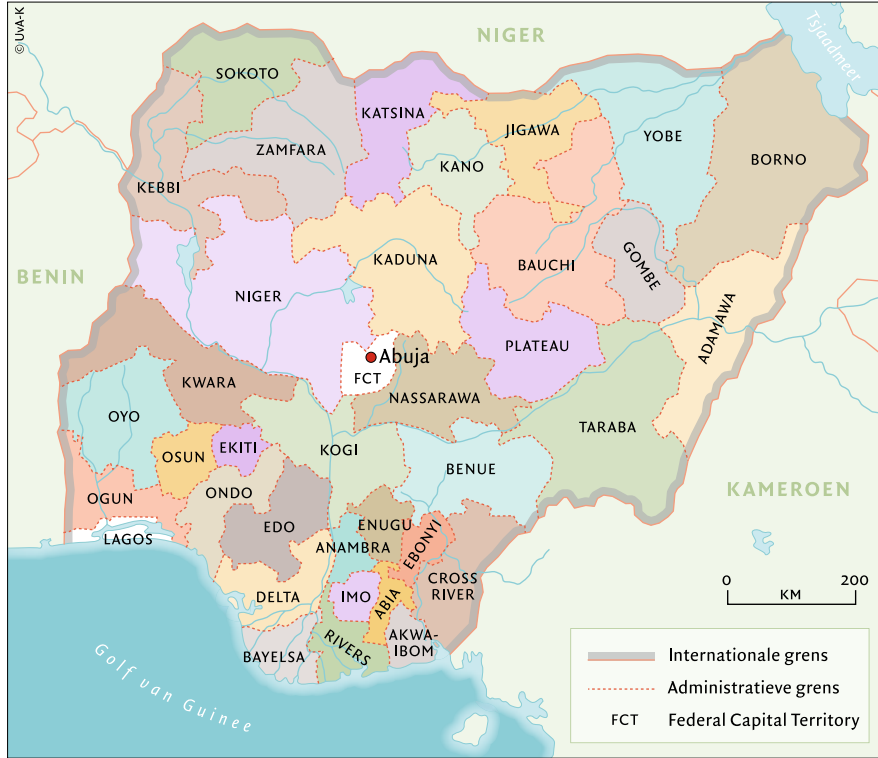 © UvA-K
NIGER
Tsjaadmeer
SOKOTO
KATSINA
JIGAWA
YOBE
BORNO
ZAMFARA
KANO
KEBBI
KADUNA
BAUCHI
GOMBE
BENIN
NIGER
ADAMAWA
PLATEAU
Abuja
FCT
KWARA
NASSARAWA
OYO
TARABA
KOGI
EKITI
OSUN
BENUE
ONDO
OGUN
KAMEROEN
EDO
ENUGU
EBONYI
LAGOS
ANAMBRA
CROSS
RIVER
DELTA
IMO
ABIA
0 200
KM
AKWA-
IBOM
RIVERS
BAYELSA
Golf van Guinee
Internationale grens
Administratieve grens
FCT Federal Capital Territory